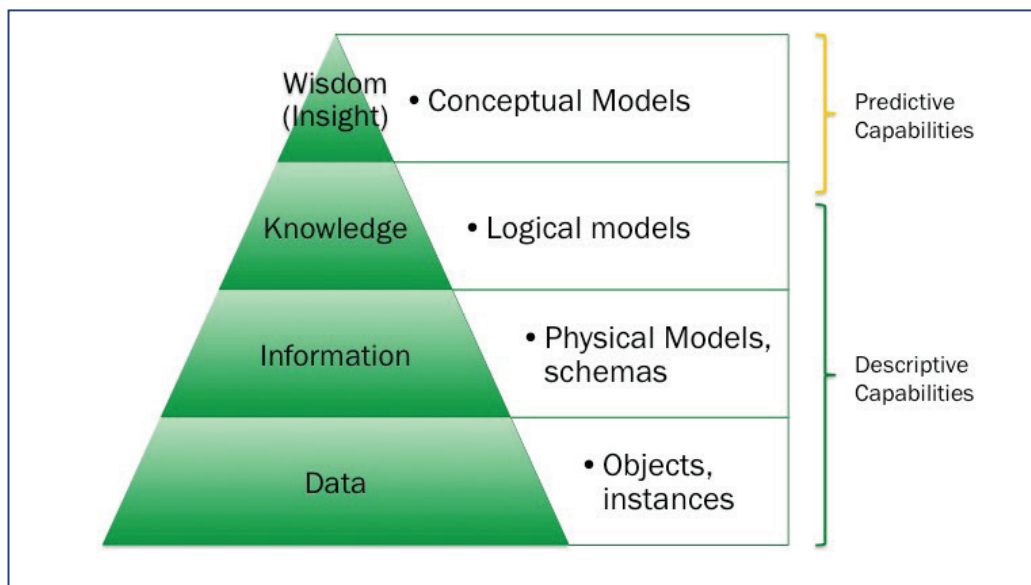 Wisdom
(Insight)
• Conceptual Models
Predictive
Capabilities
Knowledge
• Logical models
Information
• Physical Models,
schemas
Descriptive
Capabilities
Data
• Objects,
instances